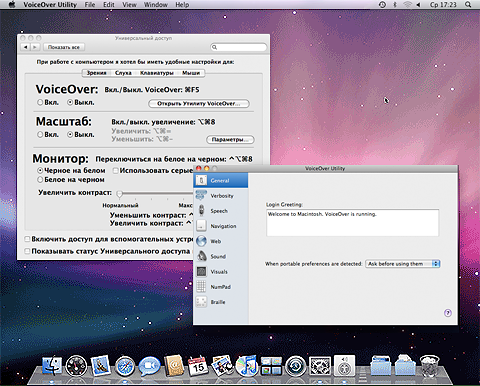 VoiceOver Utility File Edit View Window Help Ср 17:23
Универсальный доступ
Показать все
При работе с компьютером я хотел бы иметь удобные настройки для:
Зрения Слуха Клавиатуры Мыши
VoiceOver: Вкл./Выкл. VoiceOver: ⌘F5
Вкл. Выкл. Открыть Утилиту VoiceOver...
Масштаб: Вкл./выкл. увеличение: ⌥⌘8
Вкл. Выкл. Увеличить: ⌥⌘=
Уменьшить: ⌥⌘- Параметры...
Монитор: Переключиться на белое на черном: ^⌥⌘8
Черное на белом Использовать серые
Белое на черном
Увеличить контраст:
Нормальный
Уменьшить контраст: ^
Увеличить контраст: ^
Включить доступ для вспомогательных устро
Показывать статус Универсального доступа
VoiceOver Utility
General
Verbosity
Speech
Navigation
Web
Sound
Visuals
NumPad
Braille
Login Greeting:
Welcome to Macintosh. VoiceOver is running.
When portable preferences are detected: Ask before using them
15